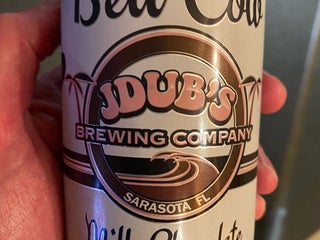 Bell Cow
JDUB'S
BREWING COMPANY
SARASOTA FL
Milk Chocolate